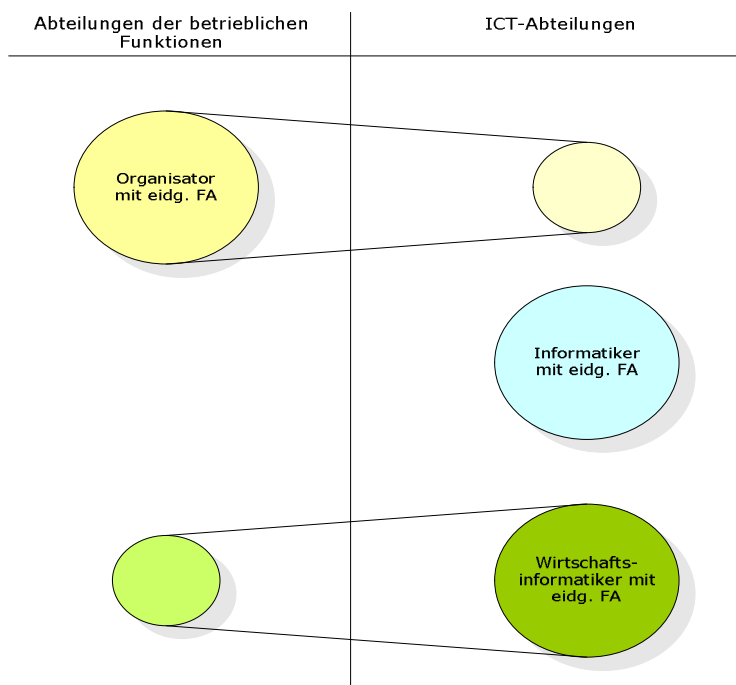 Abteilungen der betrieblichen
Funktionen
ICT-Abteilungen
Organisator
mit eidg. FA
Informatiker
mit eidg. FA
Wirtschafts-
informatiker mit
eidg. FA